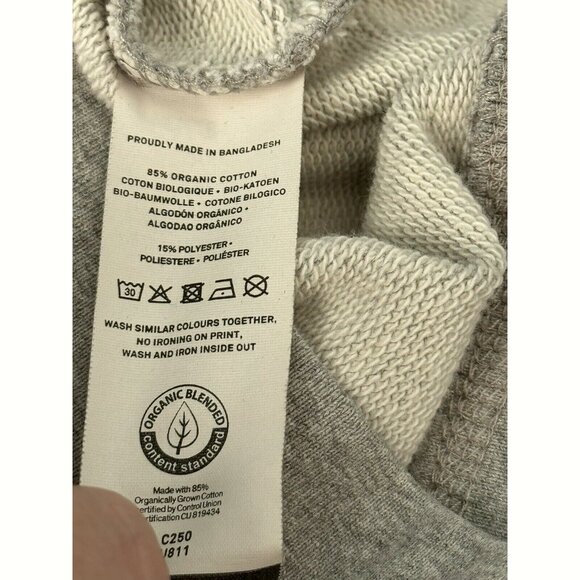 PROUDLY MADE IN BANGLADESH
85% ORGANIC COTTON
COTON BIOLOGIQUE • BIO-KATOEN
BIO-BAUMWOLLE • COTONE BILOGICO
ALGODÓN ORGÁNICO •
ALGODAO ORGÂNICO •
15% POLYESTER •
POLIESTERE • POLIÉSTER
30
WASH SIMILAR COLOURS TOGETHER,
NO IRONING ON PRINT,
WASH AND IRON INSIDE OUT
ORGANIC BLENDED
content standard
Made with 85%
Organically Grown Cotton
certified by Control Union
CU 819434
C250
811